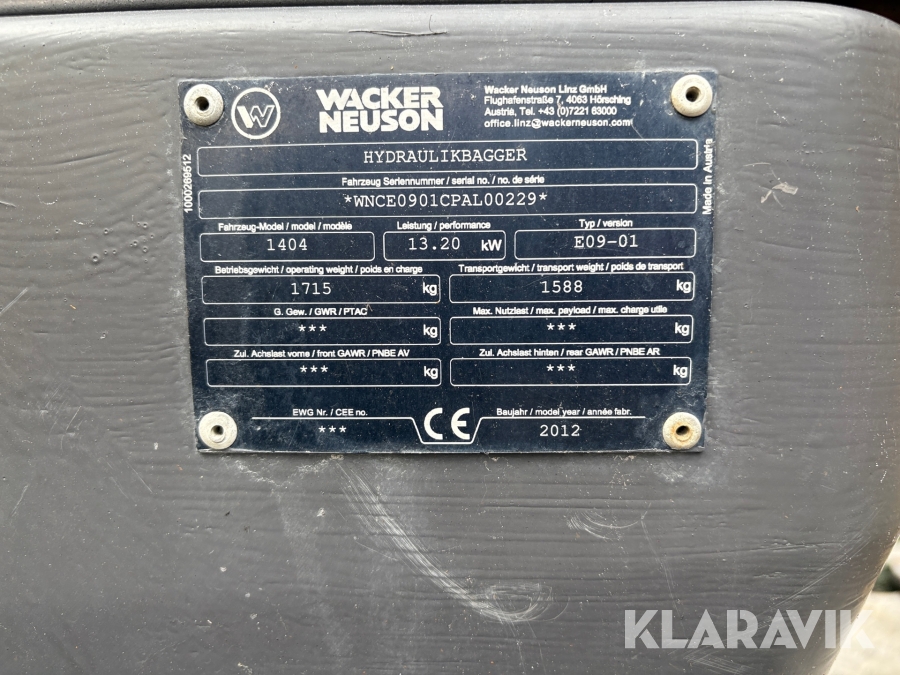 WACKER
NEUSON
Wacker Neuson Linz GmbH
Flughafenstraße 7, 4063 Hörsching
Austria, Tel. +43 (0)7221 63000
office.linz@wackerneuson.com
1000269512
Made in Austria
HYDRAULIKBAGGER
Fahrzeug Seriennummer / serial no. / no. de série
*WNCE0901CPAL00229*
Fahrzeug-Model / model / modèle
Leistung / performance
Typ / version
1404
13.20 kW
E09-01
Betriebsgewicht / operating weight / poids en charge
Transportgewicht / transport weight / poids de transport
1715 kg
1588 kg
G. Gew. / GWR / PTAC
Max. Nutzlast / max. payload / max. charge utile
*** kg
*** kg
Zul. Achslast vorne / front GAWR / PNBE AV
Zul. Achslast hinten / rear GAWR / PNBE AR
*** kg
*** kg
EWG Nr. / CEE no.
CE
Baujahr / model year / année fabr.
***
2012
KLARAVIK